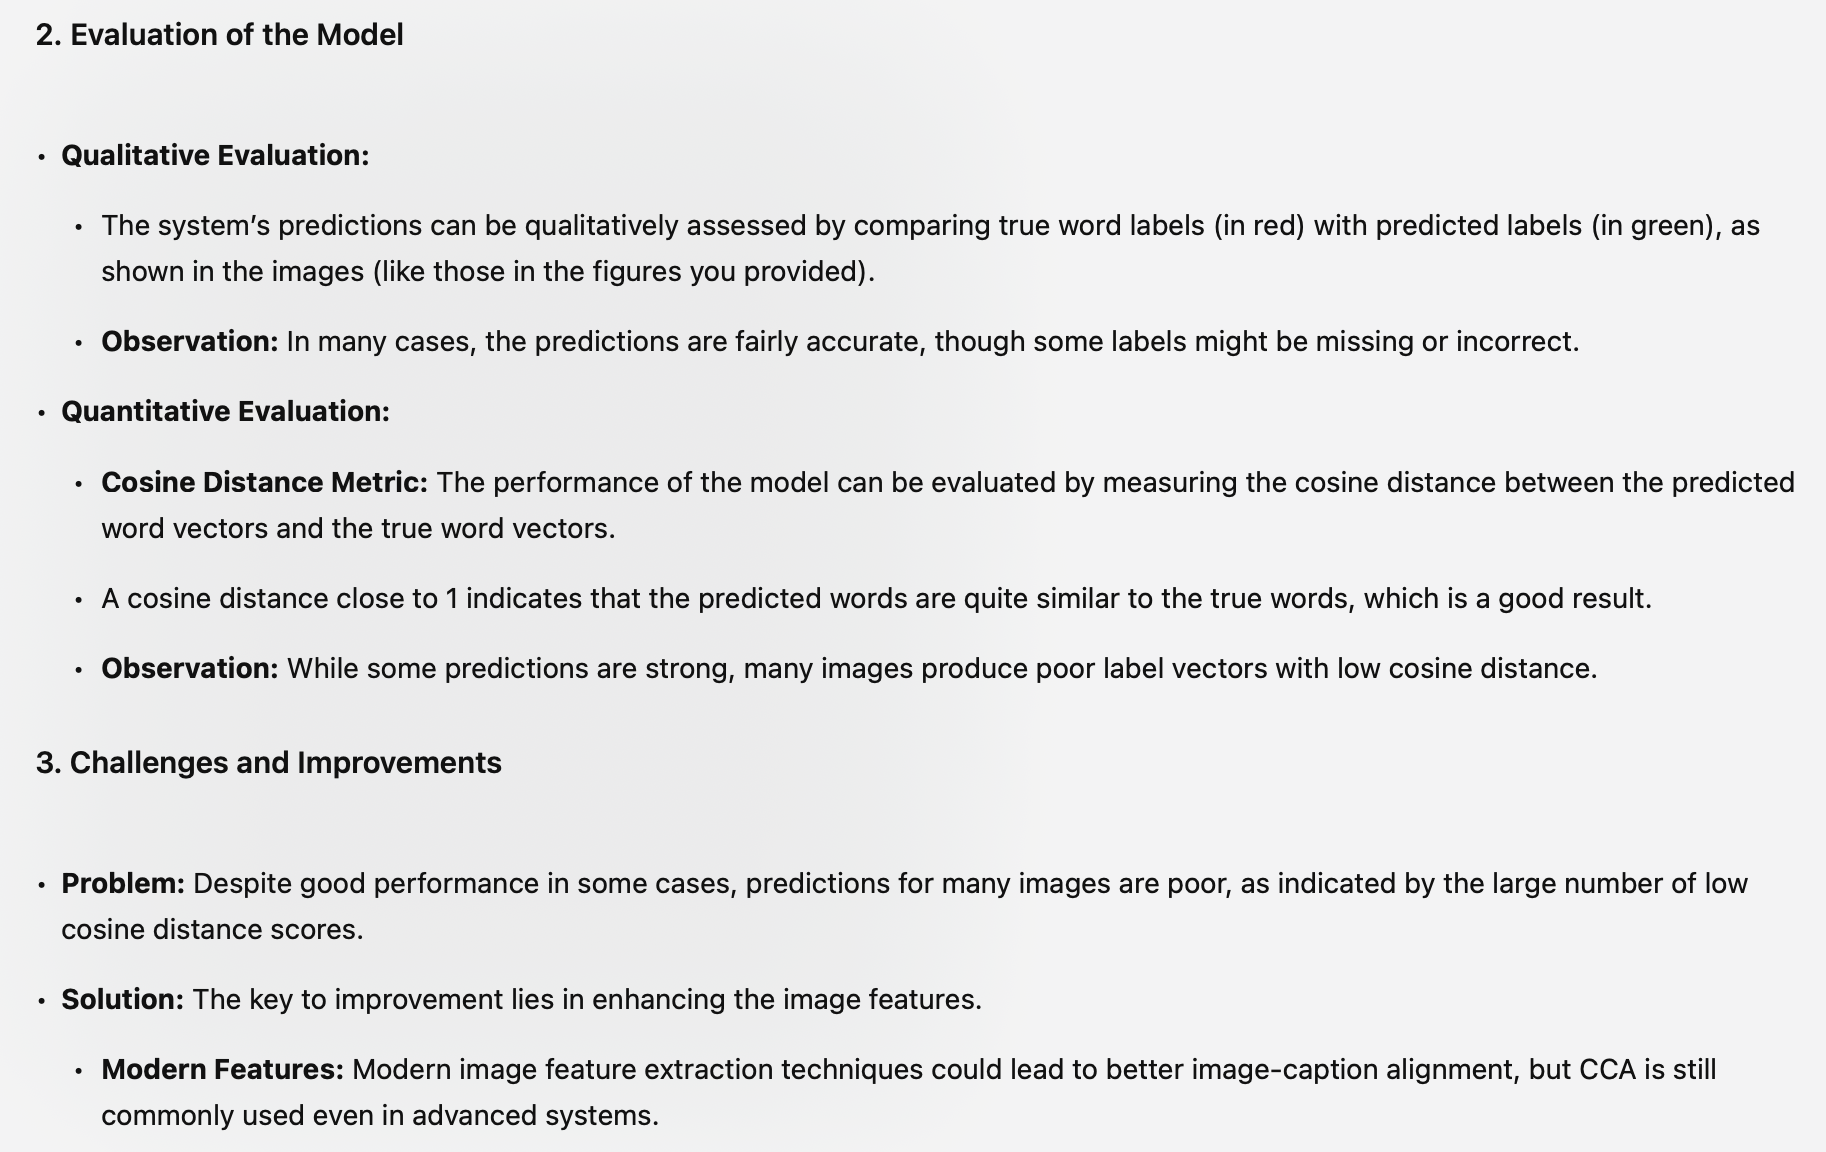 2. Evaluation of the Model
• Qualitative Evaluation:
• The system’s predictions can be qualitatively assessed by comparing true word labels (in red) with predicted labels (in green), as
shown in the images (like those in the figures you provided).
• Observation: In many cases, the predictions are fairly accurate, though some labels might be missing or incorrect.
• Quantitative Evaluation:
• Cosine Distance Metric: The performance of the model can be evaluated by measuring the cosine distance between the predicted
word vectors and the true word vectors.
• A cosine distance close to 1 indicates that the predicted words are quite similar to the true words, which is a good result.
• Observation: While some predictions are strong, many images produce poor label vectors with low cosine distance.
3. Challenges and Improvements
• Problem: Despite good performance in some cases, predictions for many images are poor, as indicated by the large number of low
cosine distance scores.
• Solution: The key to improvement lies in enhancing the image features.
• Modern Features: Modern image feature extraction techniques could lead to better image-caption alignment, but CCA is still
commonly used even in advanced systems.